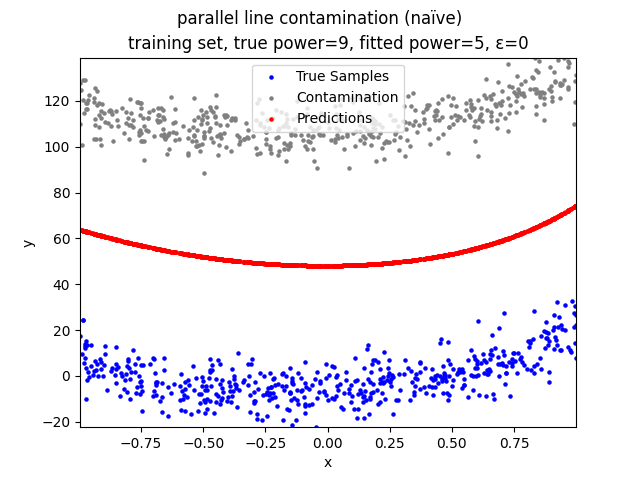 parallel line contamination (naïve)
training set, true power=9, fitted power=5, ε=0
True Samples
Contamination
Predictions
y
120
100
80
60
40
20
0
−20
−0.75
−0.50
−0.25
0.00
0.25
0.50
0.75
x